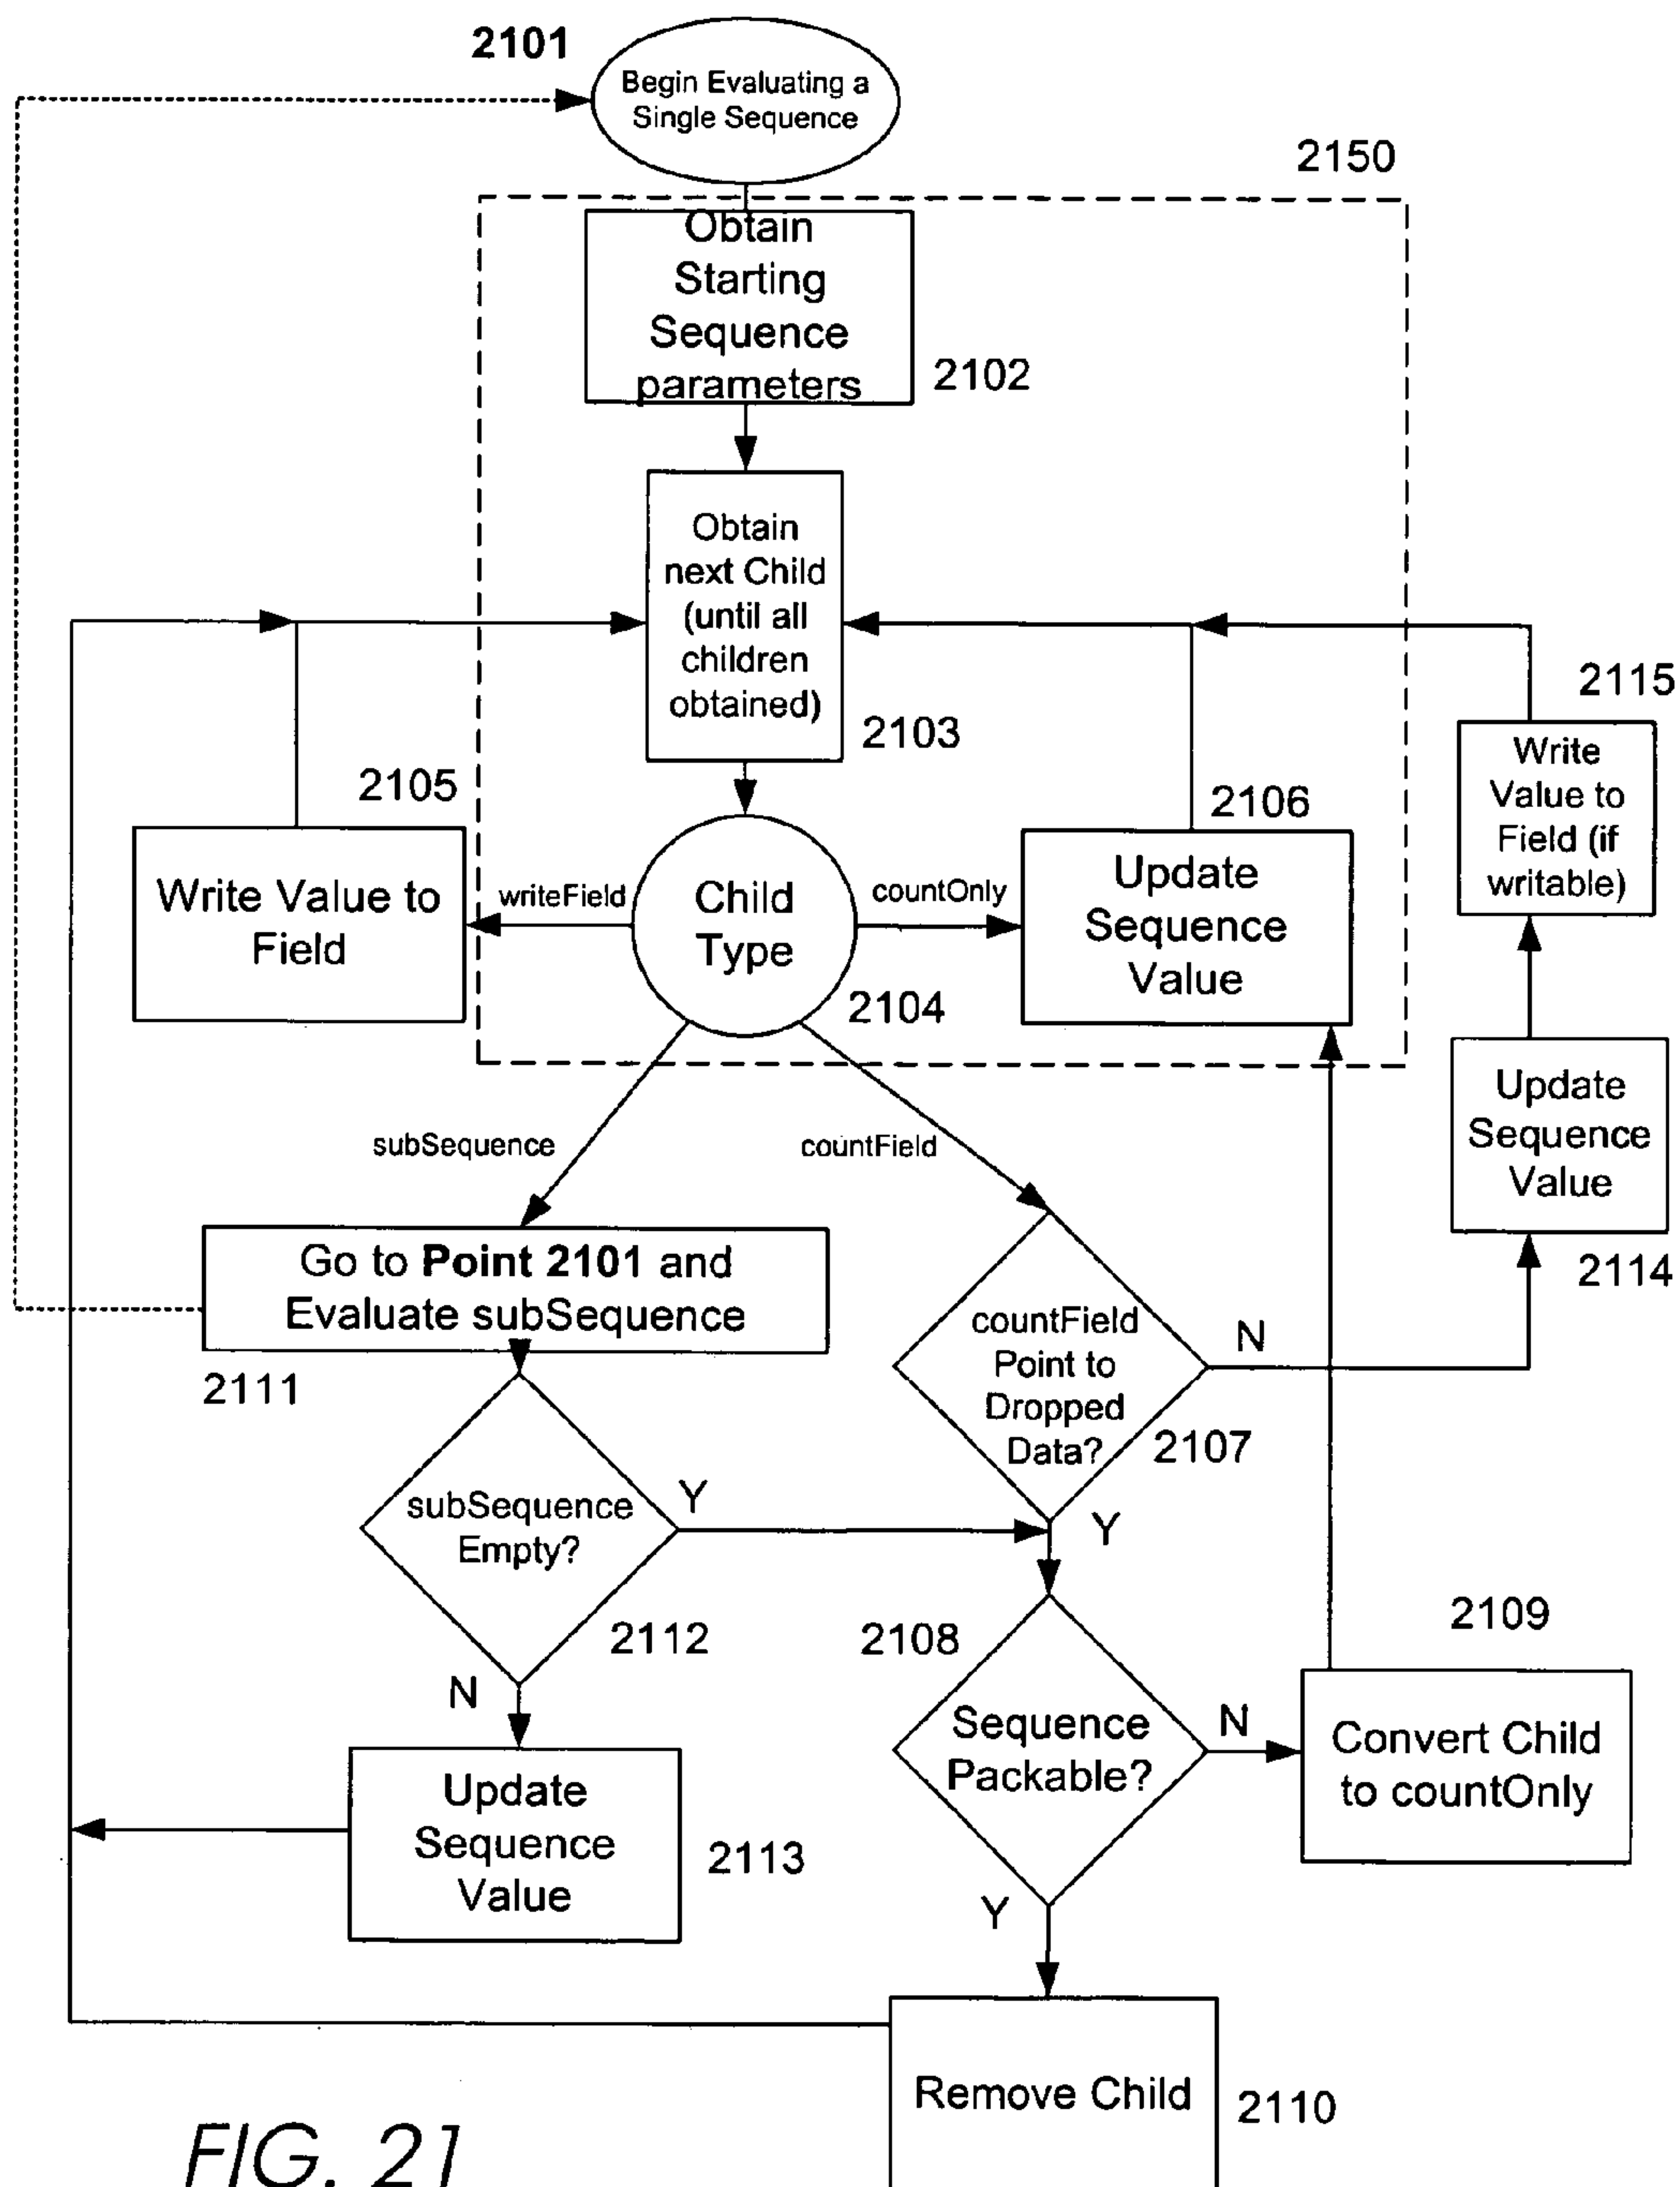 2101
Begin Evaluating a
Single Sequence
2150
Obtain
Starting
Sequence
parameters
2102
Obtain
next Child
(until all
children
obtained)
2103
2115
Write
Value to
Field (if
writable)
2105
2106
Write Value to
Field
writeField
Child
Type
countOnly
Update
Sequence
Value
2104
Update
Sequence
Value
2114
subSequence
countField
Go to Point 2101 and
Evaluate subSequence
2111
countField
Point to
Dropped
Data?
N
2107
subSequence
Empty?
Y
Y
2112
N
2108
2109
Sequence
Packable?
N
Convert Child
to countOnly
Update
Sequence
Value
2113
Y
Remove Child
2110
FIG. 21